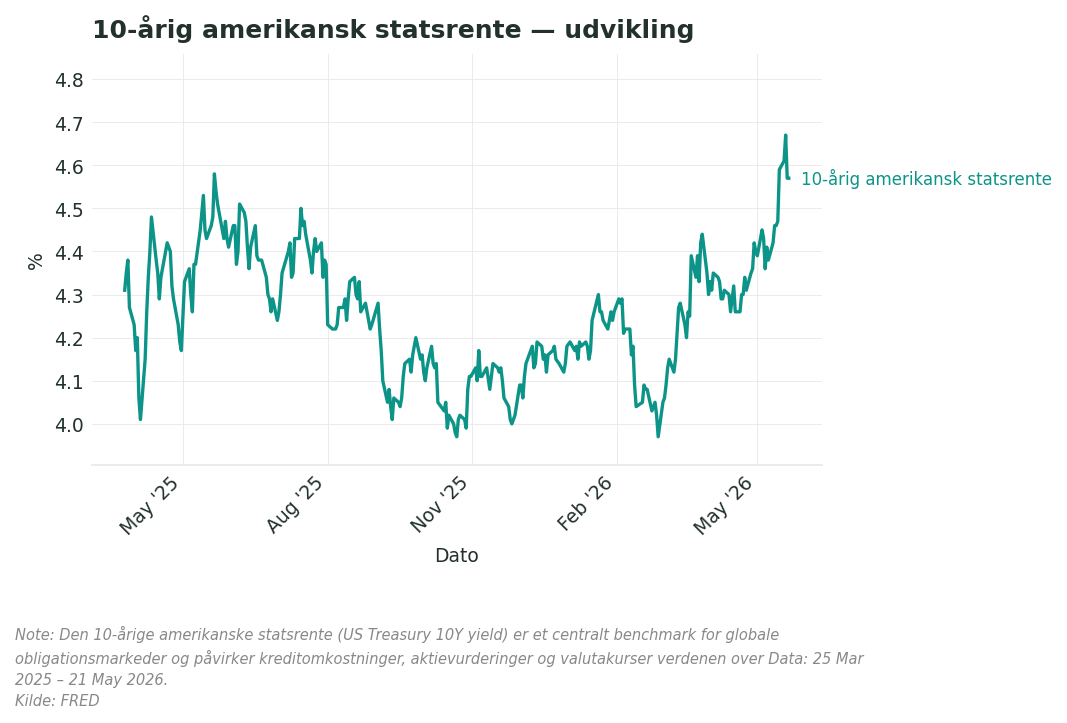 10-årig amerikansk statsrente — udvikling
4.8
4.7
4.6
4.5
4.4
4.3
4.2
4.1
4.0
%
10-årig amerikansk statsrente
May '25
Aug '25
Nov '25
Feb '26
May '26
Dato
Note: Den 10-årige amerikanske statsrente (US Treasury 10Y yield) er et centralt benchmark for globale
obligationsmarkeder og påvirker kreditomkostninger, aktievurderinger og valutakurser verdenen over Data: 25 Mar
2025 – 21 May 2026.
Kilde: FRED